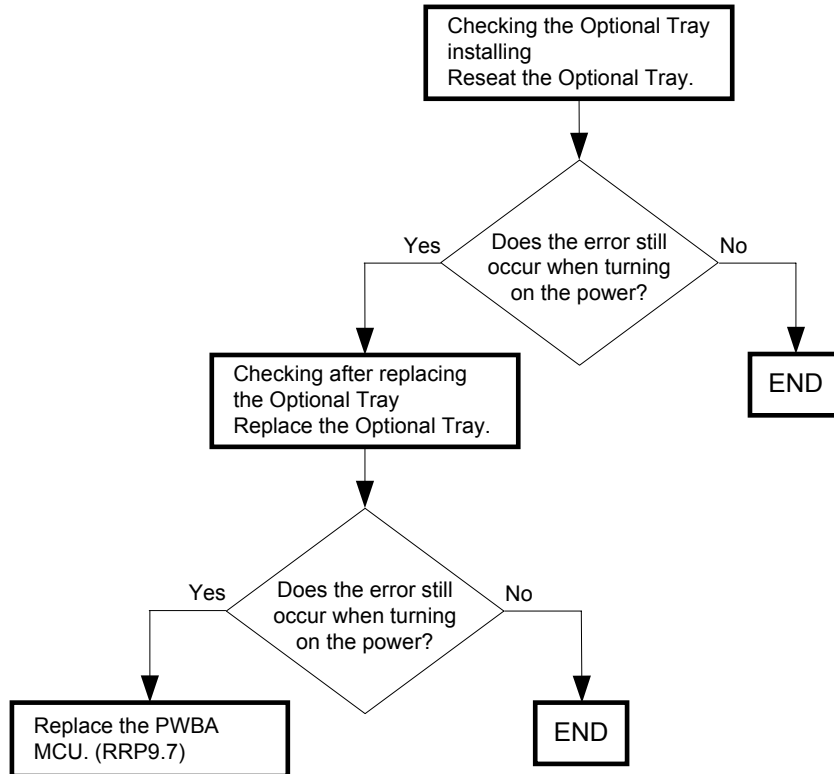 Checking the Optional Tray
installing
Reseat the Optional Tray.
Yes
Does the error still
occur when turning
on the power?
No
Checking after replacing
the Optional Tray
Replace the Optional Tray.
END
Yes
Does the error still
occur when turning
on the power?
No
Replace the PWBA
MCU. (RRP9.7)
END